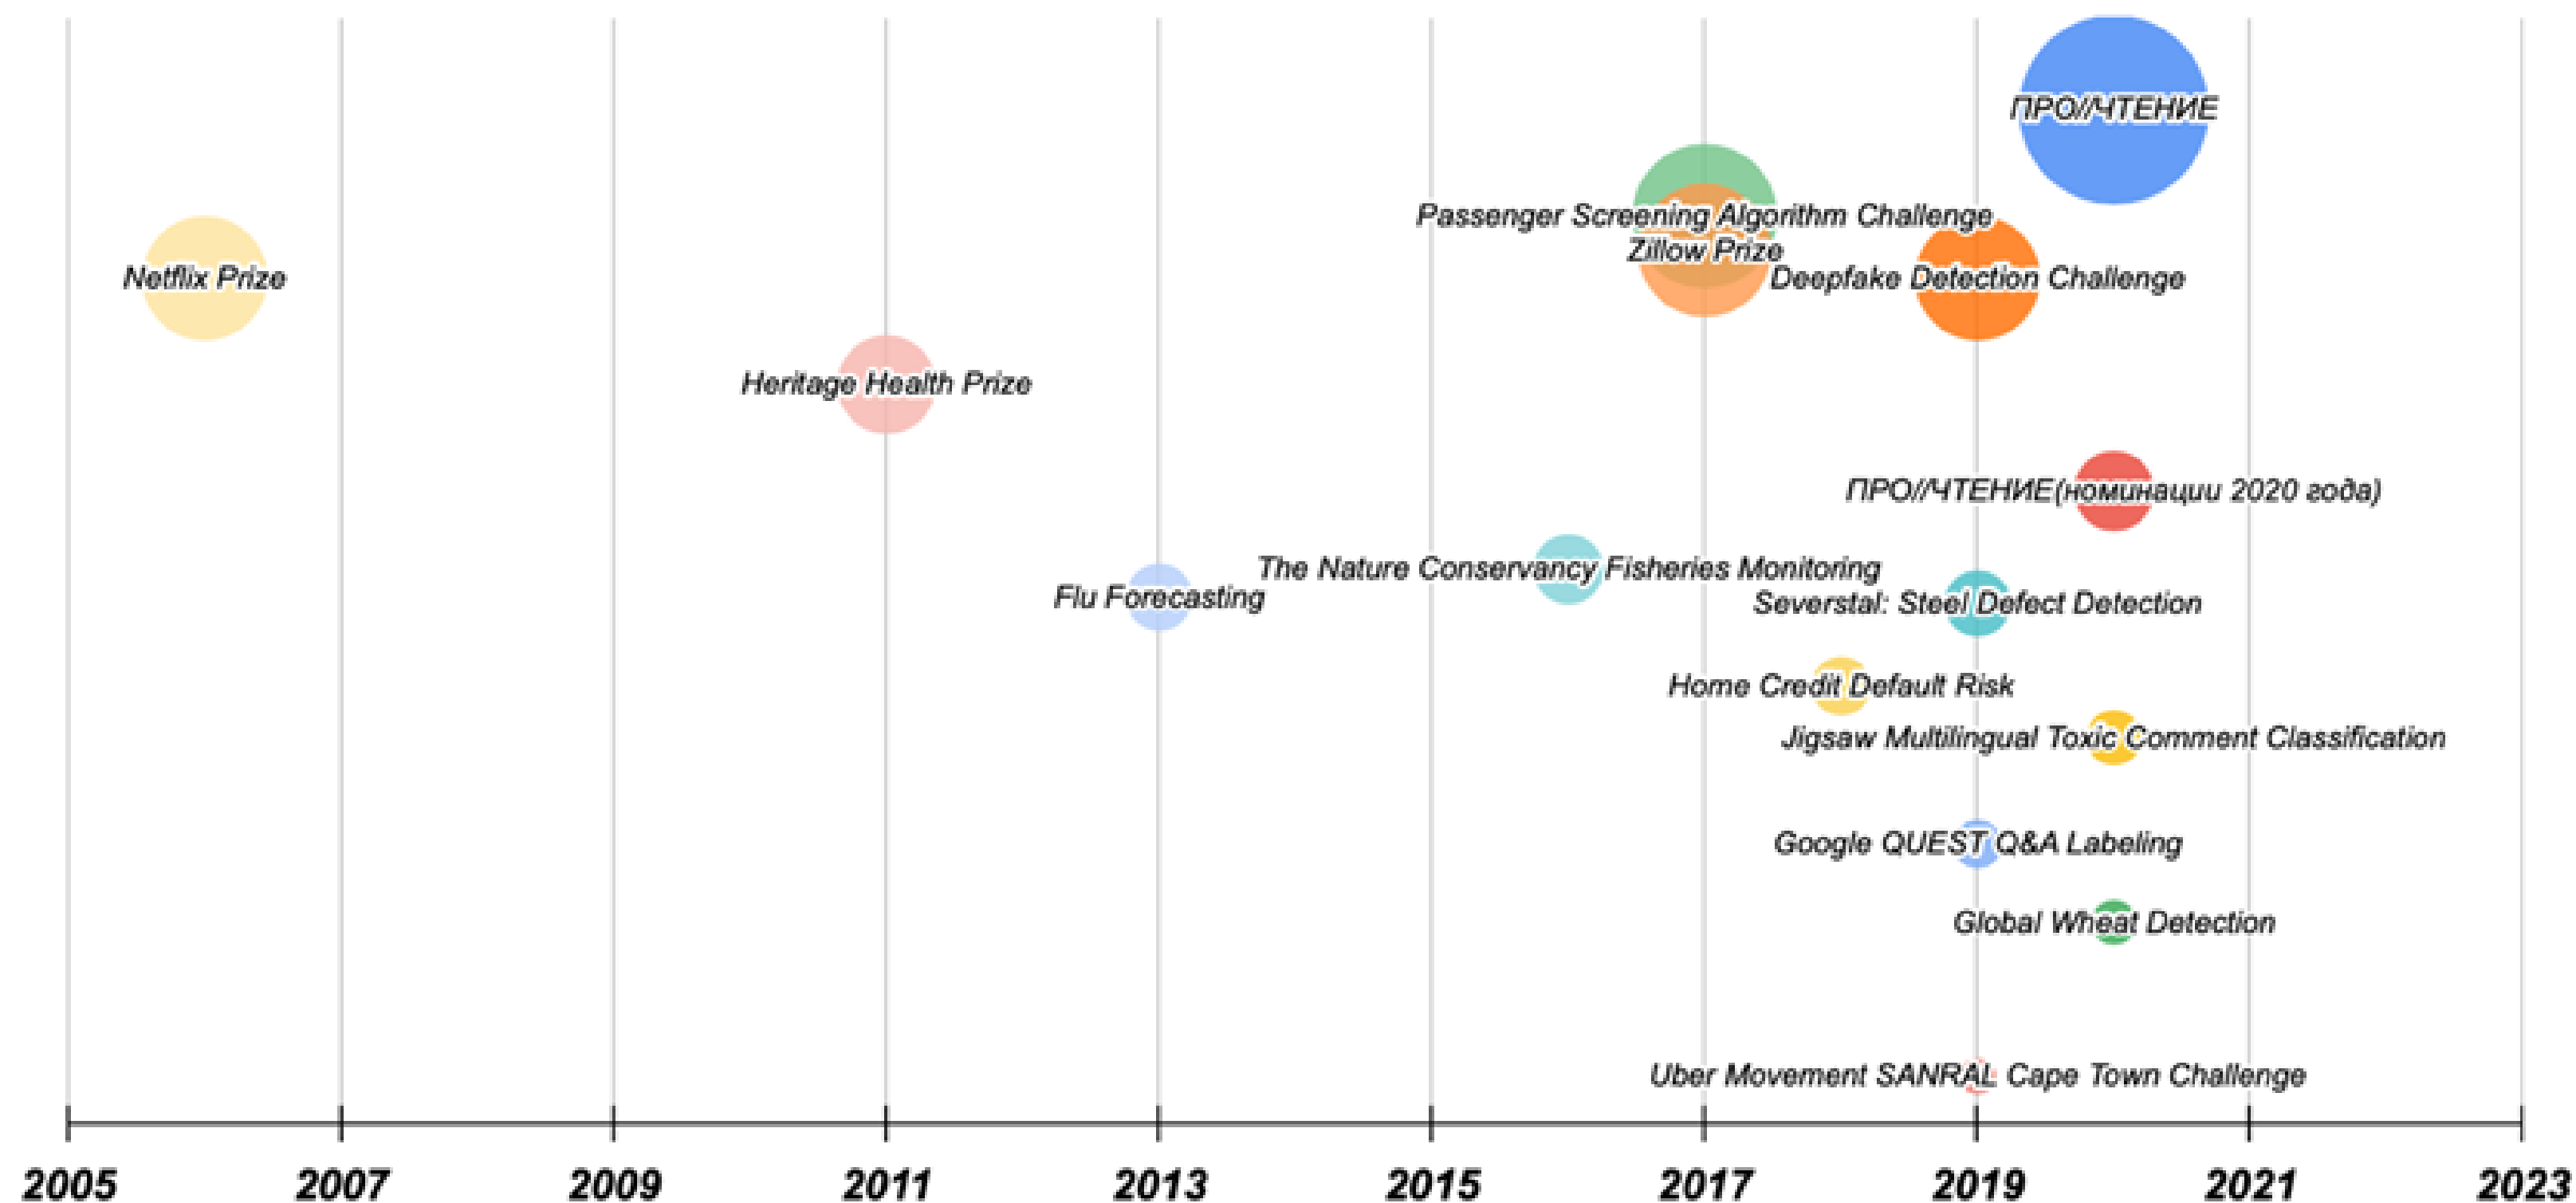 ПРО//ЧТЕНИЕ
Passenger Screening Algorithm Challenge
Zillow Prize
Netflix Prize
Deepfake Detection Challenge
Heritage Health Prize
ПРО//ЧТЕНИЕ(номинации 2020 года)
The Nature Conservancy Fisheries Monitoring
Flu Forecasting
Severstal: Steel Defect Detection
Home Credit Default Risk
Jigsaw Multilingual Toxic Comment Classification
Google QUEST Q&A Labeling
Global Wheat Detection
Uber Movement SANRAL Cape Town Challenge
2005 2007 2009 2011 2013 2015 2017 2019 2021 2023